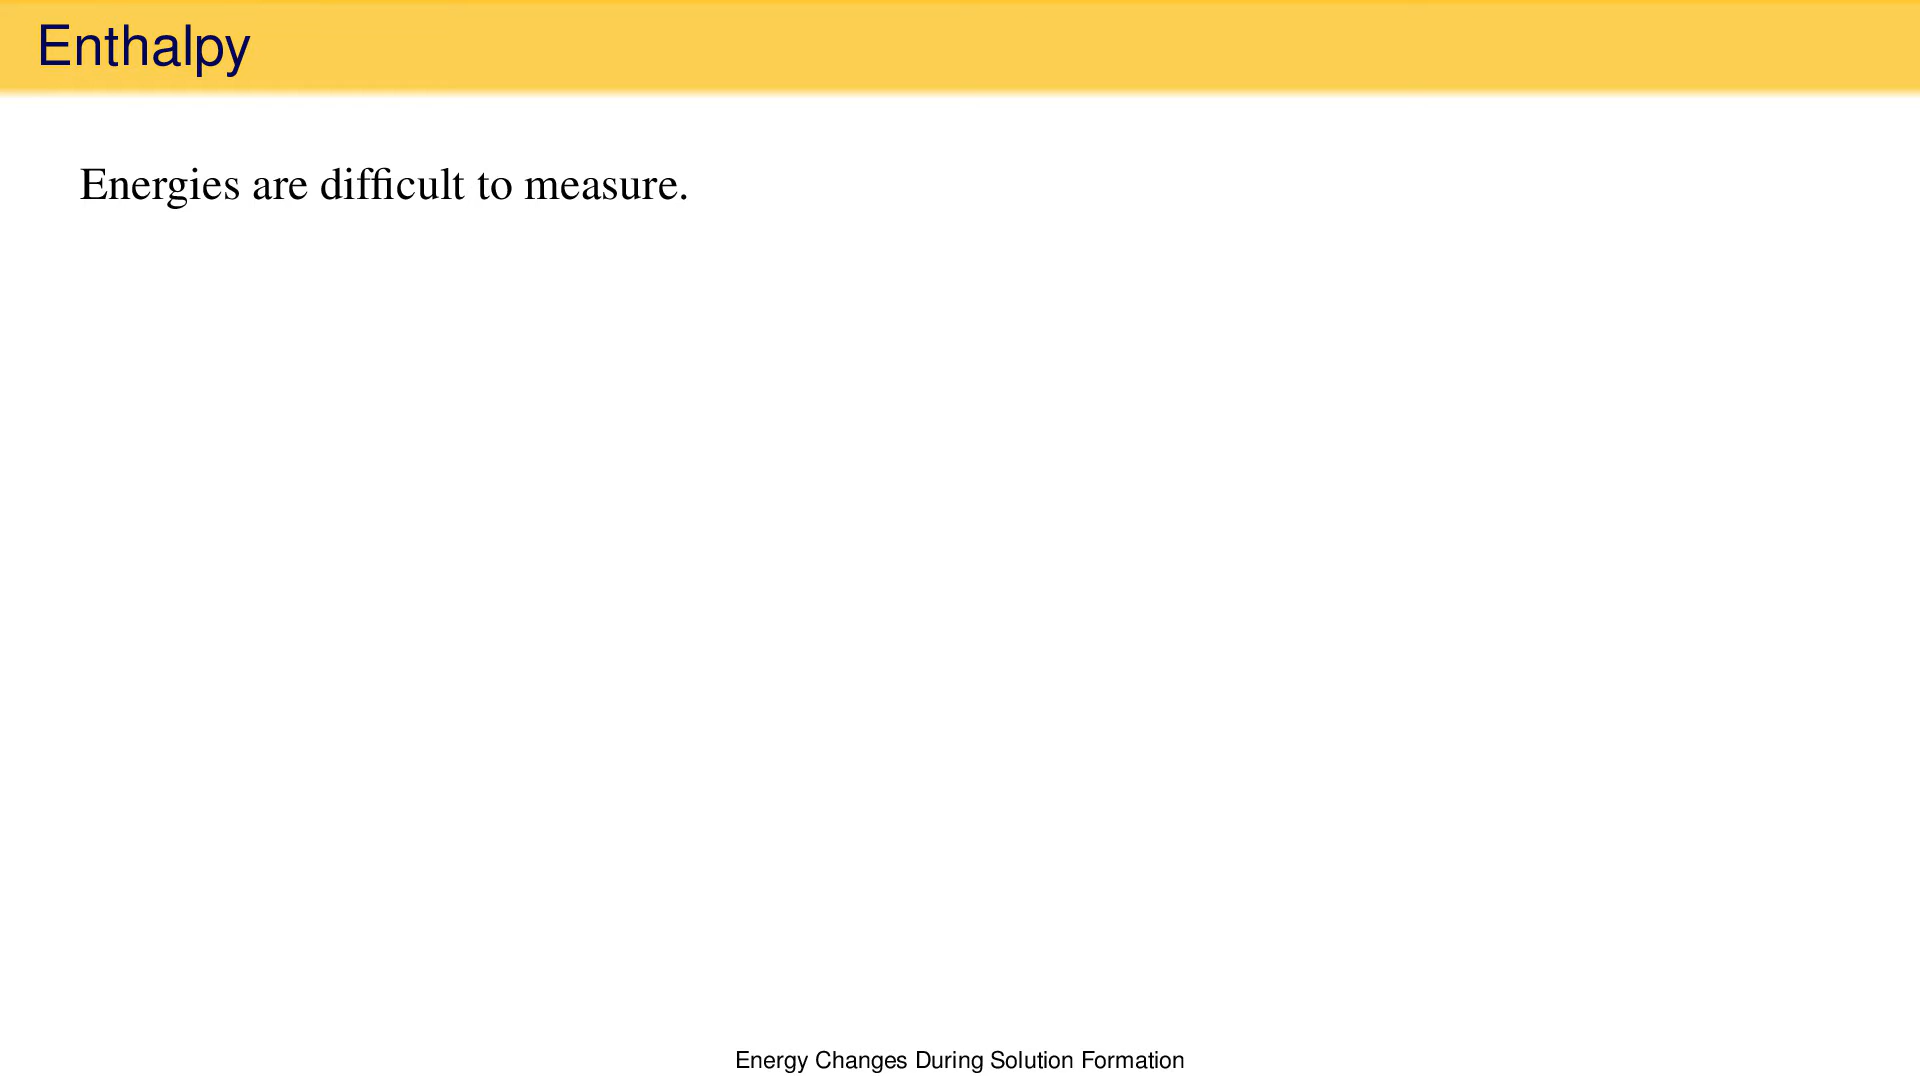 Enthalpy
Energies are difficult to measure.
Energy Changes During Solution Formation